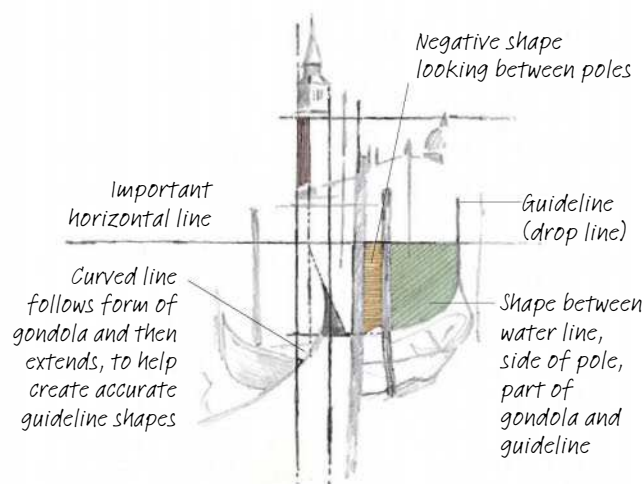 Negative shape
looking between poles
Important
horizontal line
Guideline
(drop line)
Curved line
follows form of
gondola and then
extends, to help
create accurate
guideline shapes
Shape between
water line,
side of pole,
part of
gondola and
guideline